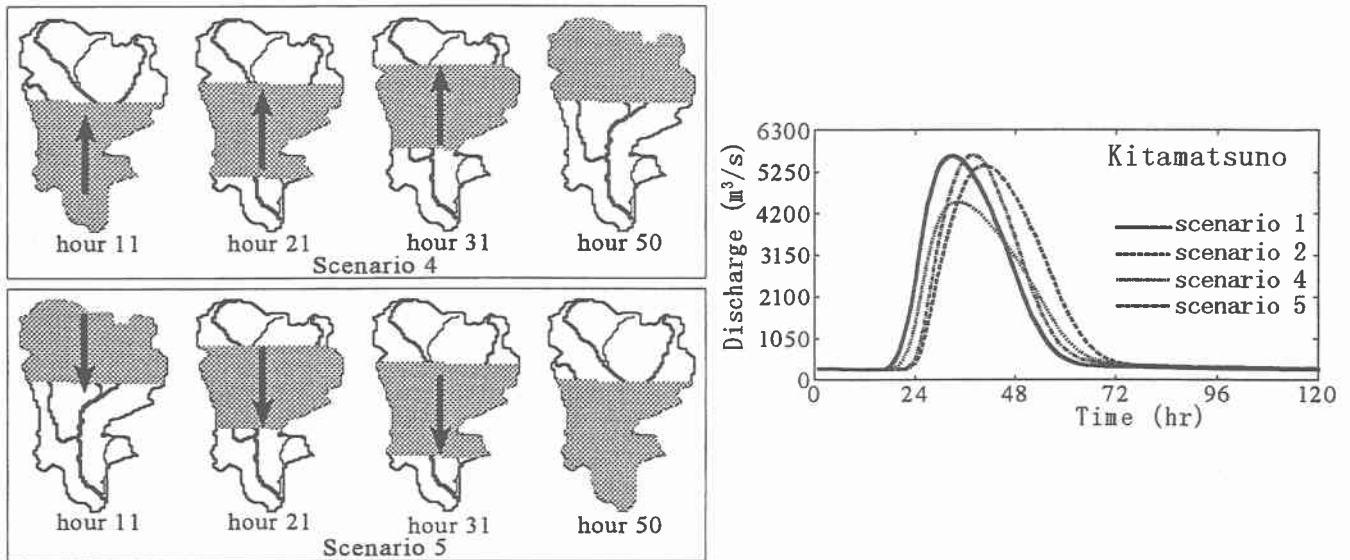 hour 11
hour 21
hour 31
hour 50
Scenario 4
hour 11
hour 21
hour 31
hour 50
Scenario 5
Discharge (m³/s)
6300
5250
4200
3150
2100
1050
0
Kitamatsuno
scenario 1
scenario 2
scenario 4
scenario 5
0 24 48 72 96 120
Time (hr)